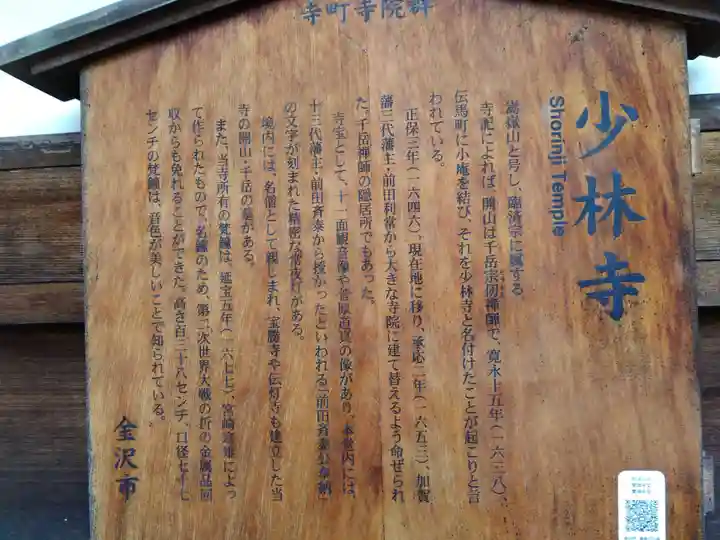 寺町寺院群
少林寺
Shorinji Temple
嵩嶽山と号し、臨済宗に属する。
寺記によれば、開山は千岳宗仭禅師で、寛永十五年(一六三八)、
伝馬町に小庵を結び、それを少林寺と名付けたことが起こりと言
われている。
正保三年(一六四六)、現在地に移り、承応二年(一六五三)、加賀
藩三代藩主・前田利常から大きな寺院に建て替えるよう命ぜられ
た、千岳禅師の隠居所でもあった。
寺宝として、十一面観音像や菅原道真の像があり、本堂内には、
十三代藩主・前田斉泰から授かったといわれる「前田斉泰公奉納」
の文字が刻まれた精密な常夜灯がある。
境内には、名僧として親しまれ、宝勝寺や伝灯寺も建立した当
寺の開山・千岳の墓がある。
また、当寺所有の梵鐘は、延宝五年(一六七七)、宮崎 によっ
て作られたもので、名鐘のため、第二次世界大戦の折の金属品回
収からも免れることができた。高さ百三十八センチ、口径七十七
センチの梵鐘は、音色が美しいことで知られている。
金沢市